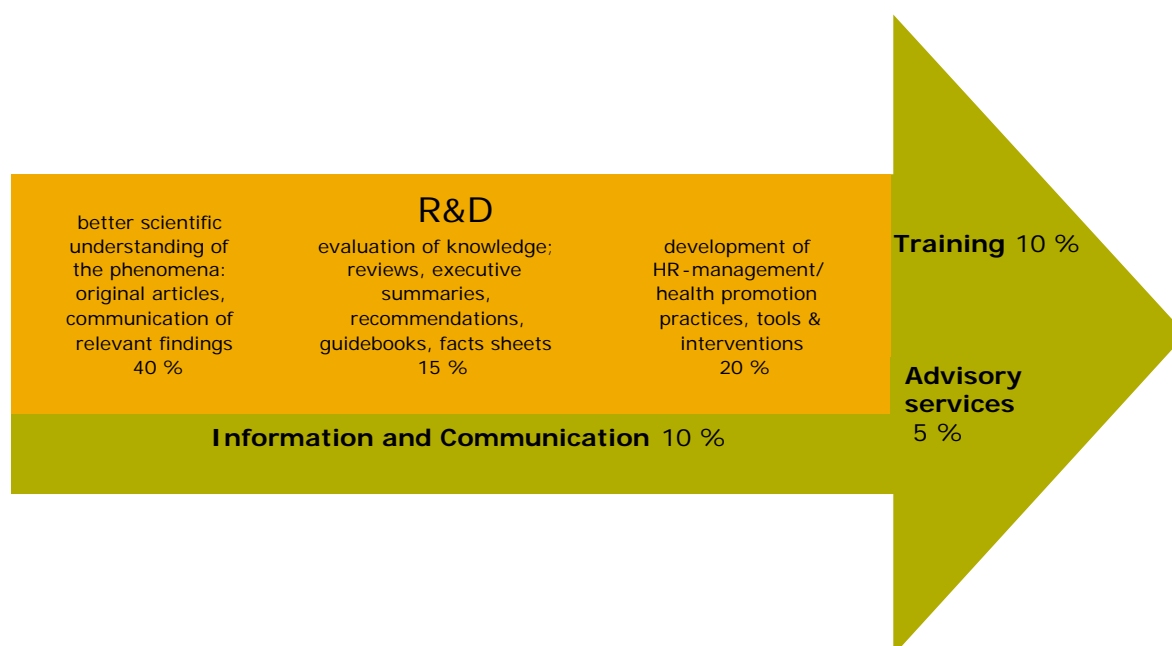 R&D
better scientific
understanding of
the phenomena:
original articles,
communication of
relevant findings
40 %
evaluation of knowledge;
reviews, executive
summaries,
recommendations,
guidebooks, facts sheets
15 %
development of
HR-management/
health promotion
practices, tools &
interventions
20 %
Training 10 %
Advisory
services
5 %
Information and Communication 10 %